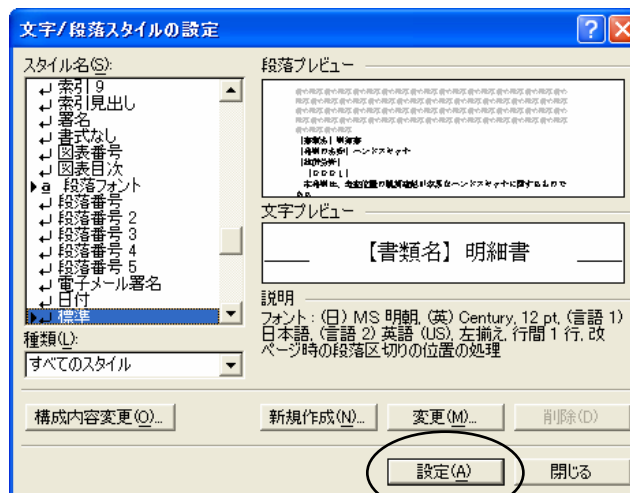 文字/段落スタイルの設定
スタイル名(S):
索引 9
索引見出し
署名
書式なし
図表番号
図表目次
a 段落フォント
段落番号
段落番号 2
段落番号 3
段落番号 4
段落番号 5
電子メール署名
日付
標準
種類(L):
すべてのスタイル
段落プレビュー
【書類名】 明細書
文字プレビュー
【書類名】 明細書
説明
フォント : (日) MS 明朝, (英) Century, 12 pt, (言語 1)
日本語, (言語 2) 英語 (US), 左揃え, 行間 1 行, 改
ページ時の段落区切りの位置の処理
構成内容変更(O)...
新規作成(N)...
変更(M)...
削除(D)
設定(A)
閉じる